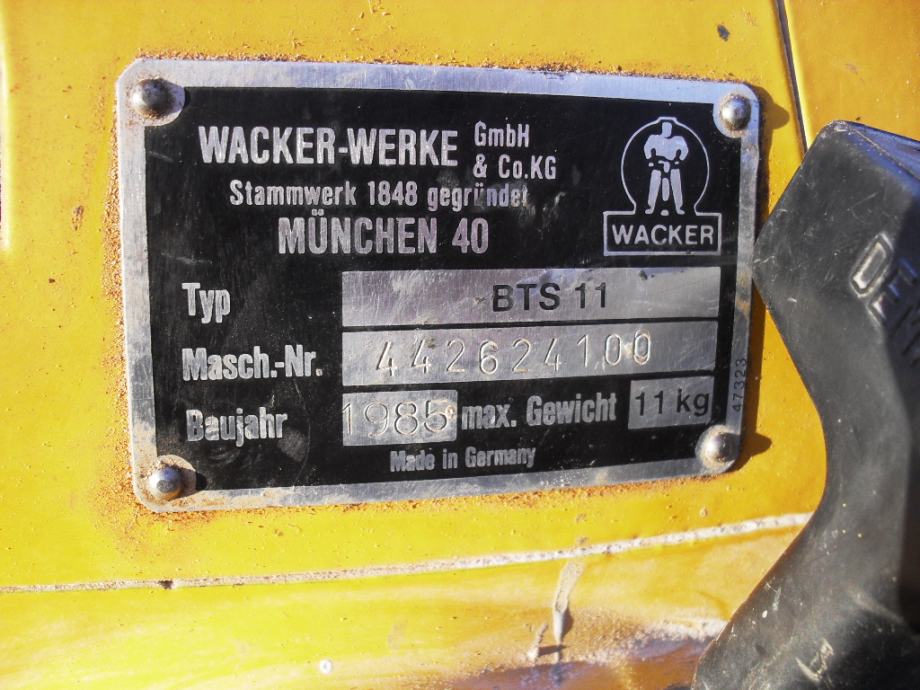 WACKER-WERKE GmbH & Co.KG
Stammwerk 1848 gegründet
MÜNCHEN 40
WACKER
Typ BTS 11
Masch.-Nr. 442624100
Baujahr 1985 max. Gewicht 11 kg
Made in Germany
47323